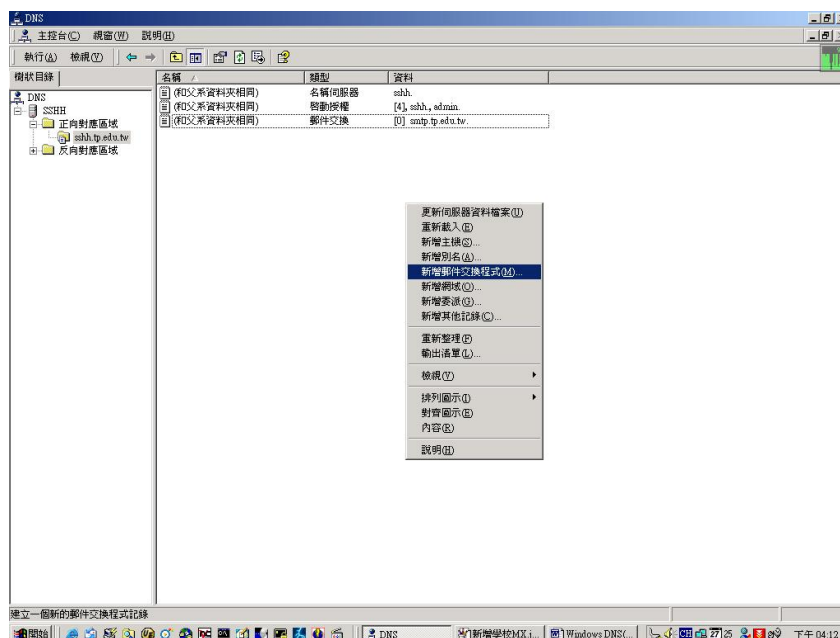 DNS
主控台(C) 視窗(W) 說明(H)
執行(A) 檢視(V)
樹狀目錄
名稱 類型 資料
DNS
SSHH
正向對應區域
sshh.tp.edu.tw
反向對應區域
(和父系資料夾相同) 名稱伺服器 sshh.
(和父系資料夾相同) 啓動授權 [4], sshh., admin.
(和父系資料夾相同) 郵件交換 [0] smtp.tp.edu.tw.
更新伺服器資料檔案(U)
重新載入(E)
新增主機(S)...
新增別名(A)...
新增郵件交換程式(M)...
新增網域(O)...
新增委派(G)...
新增其他記錄(C)...
重新整理(F)
輸出清單(L)...
檢視(V)
排列圖示(I)
對齊圖示(E)
內容(R)
說明(H)
建立一個新的郵件交換程式記錄
開始
DNS
新增學校MX.j...
Windows DNS(...
CH
25
下午 04:12